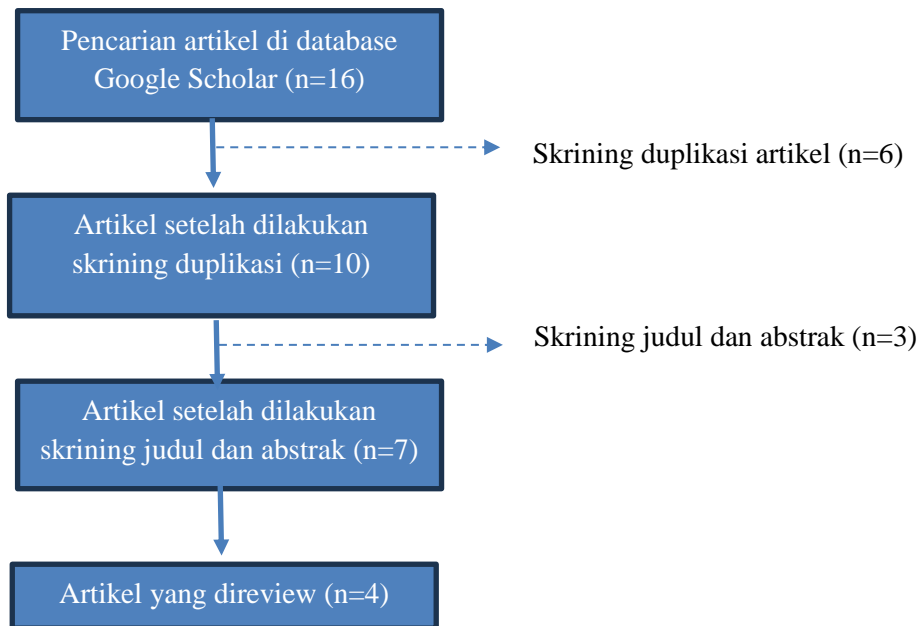 Pencarian artikel di database
Google Scholar (n=16)
Skrining duplikasi artikel (n=6)
Artikel setelah dilakukan
skrining duplikasi (n=10)
Skrining judul dan abstrak (n=3)
Artikel setelah dilakukan
skrining judul dan abstrak (n=7)
Artikel yang direview (n=4)